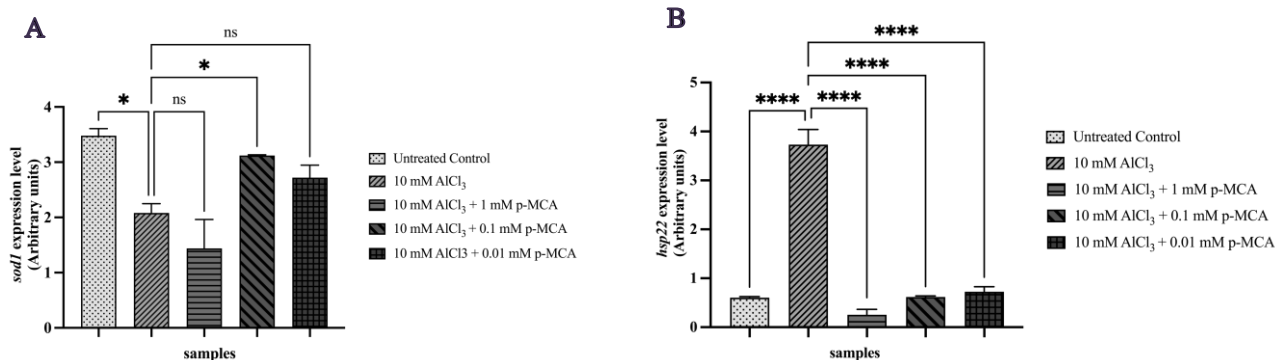 A
ns
*
* ns
4
3
2
1
0
sod1 expression level
(Arbitrary units)
samples
Untreated Control
10 mM AlCl₃
10 mM AlCl₃ + 1 mM p-MCA
10 mM AlCl₃ + 0.1 mM p-MCA
10 mM AlCl3 + 0.01 mM p-MCA
B
****
****
**** ****
5
4
3
2
1
0
hsp22 expression level
(Arbitrary units)
samples
Untreated Control
10 mM AlCl₃
10 mM AlCl₃ + 1 mM p-MCA
10 mM AlCl₃ + 0.1 mM p-MCA
10 mM AlCl₃ + 0.01 mM p-MCA